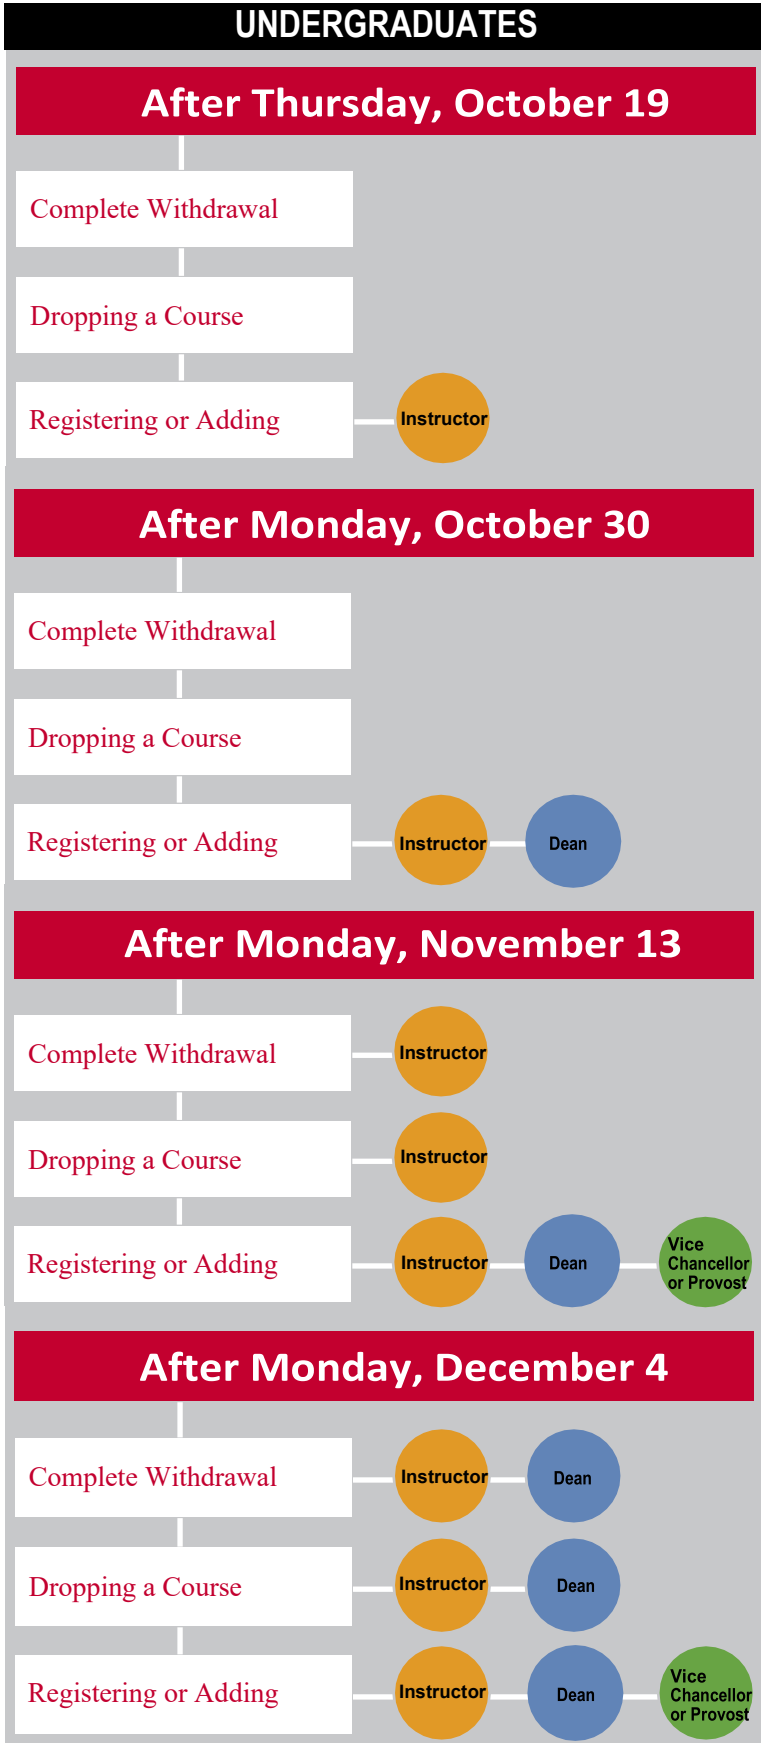 UNDERGRADUATES
After Thursday, October 19
Complete Withdrawal
Dropping a Course
Registering or Adding
Instructor
After Monday, October 30
Complete Withdrawal
Dropping a Course
Registering or Adding
Instructor
Dean
After Monday, November 13
Complete Withdrawal
Instructor
Dropping a Course
Instructor
Registering or Adding
Instructor
Dean
Vice
Chancellor
or Provost
After Monday, December 4
Complete Withdrawal
Instructor
Dean
Dropping a Course
Instructor
Dean
Registering or Adding
Instructor
Dean
Vice
Chancellor
or Provost